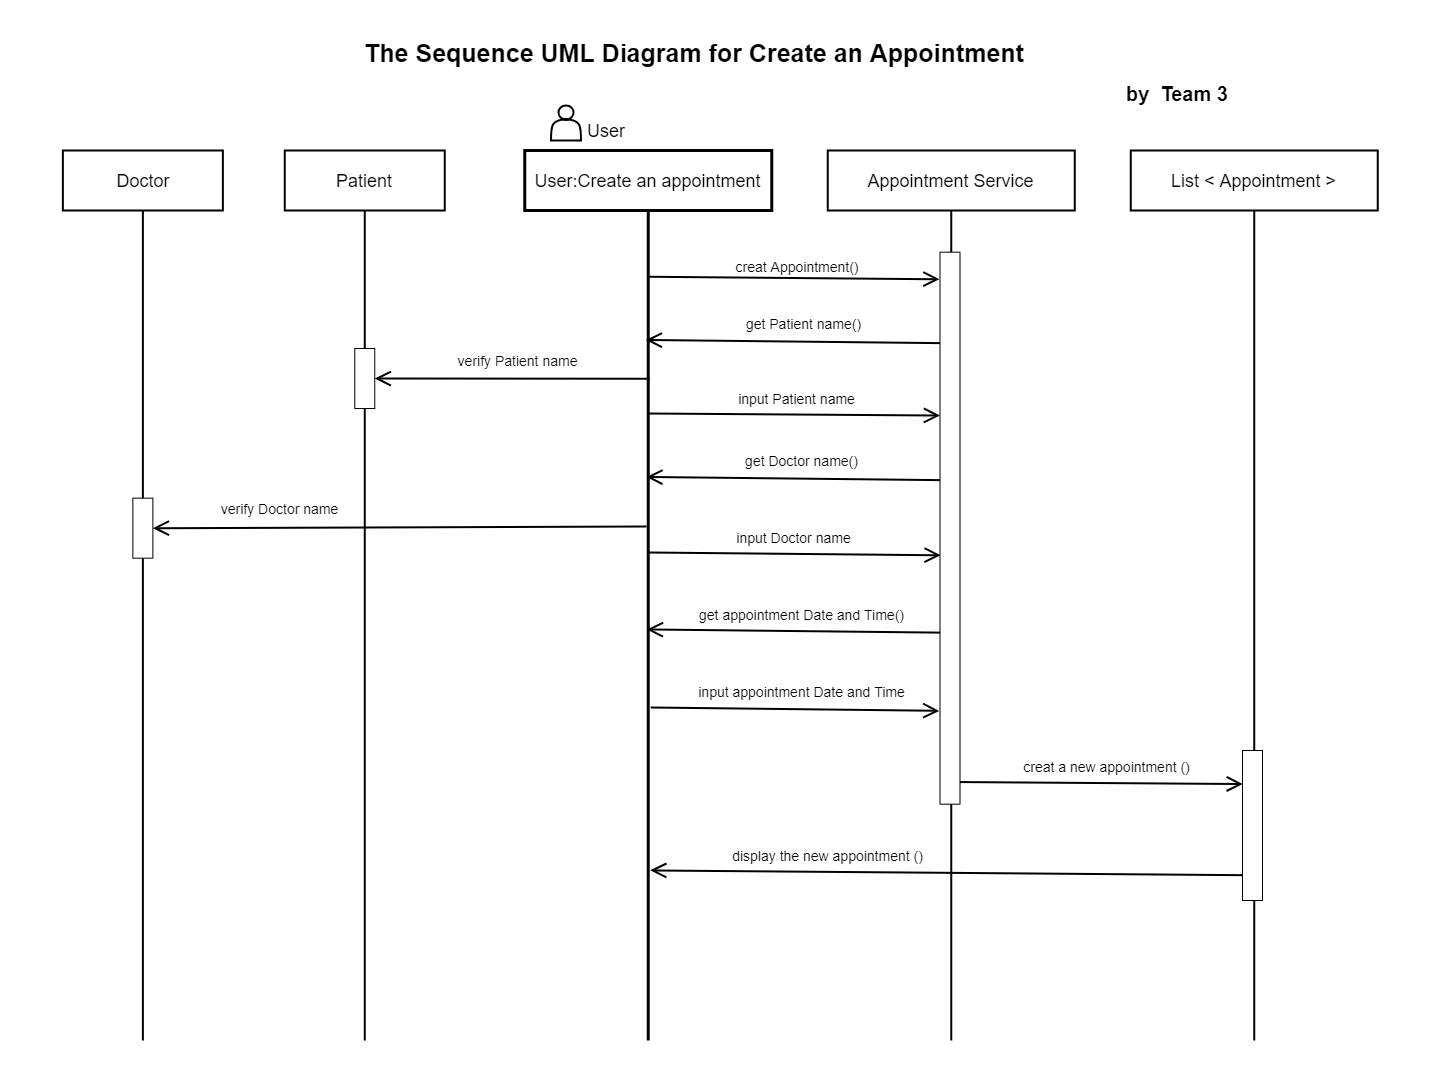 The Sequence UML Diagram for Create an Appointment
by Team 3
User
Doctor
Patient
User:Create an appointment
Appointment Service
List < Appointment >
creat Appointment()
get Patient name()
verify Patient name
input Patient name
get Doctor name()
verify Doctor name
input Doctor name
get appointment Date and Time()
input appointment Date and Time
creat a new appointment ()
display the new appointment ()